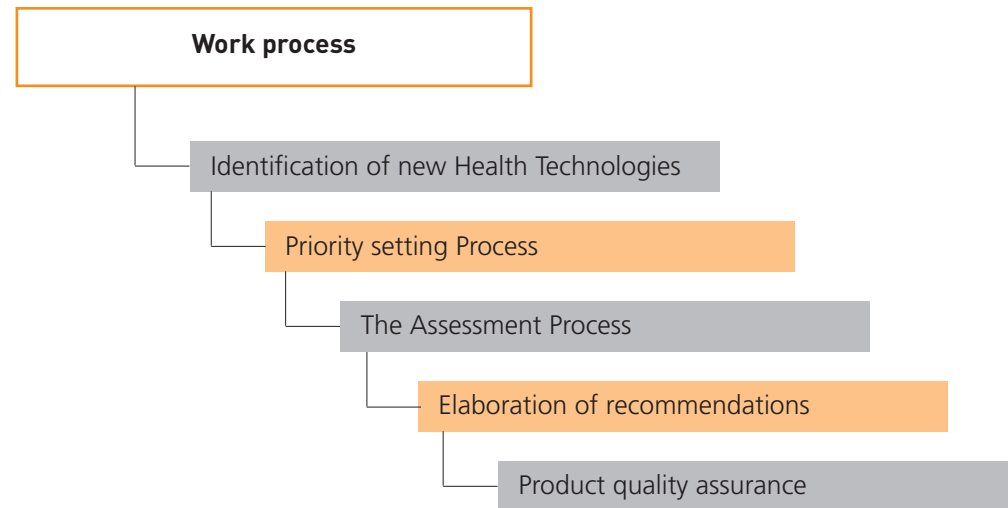 Work process
Identification of new Health Technologies
Priority setting Process
The Assessment Process
Elaboration of recommendations
Product quality assurance